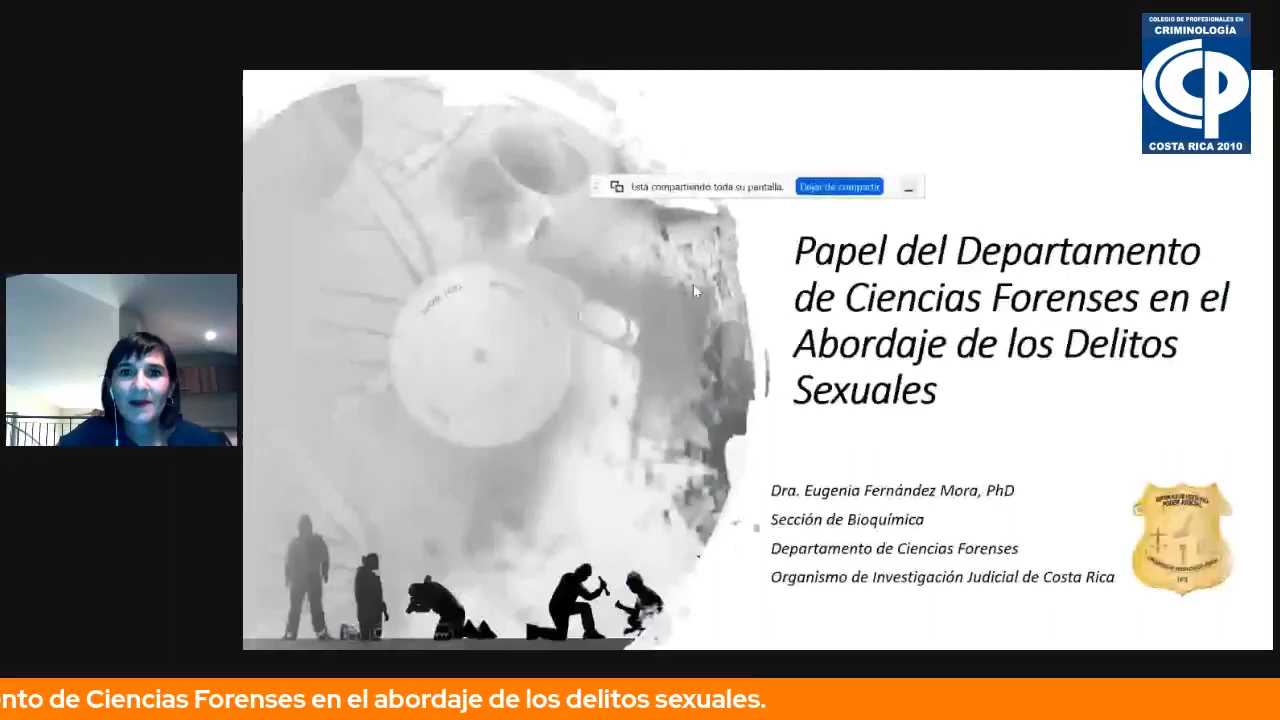 COLEGIO DE PROFESIONALES EN
CRIMINOLOGÍA
CP
COSTA RICA 2010
Está compartiendo toda su pantalla. Dejar de compartir
Papel del Departamento
de Ciencias Forenses en el
Abordaje de los Delitos
Sexuales
Dra. Eugenia Fernández Mora, PhD
Sección de Bioquímica
Departamento de Ciencias Forenses
Organismo de Investigación Judicial de Costa Rica
PODER JUDICIAL
nto de Ciencias Forenses en el abordaje de los delitos sexuales.